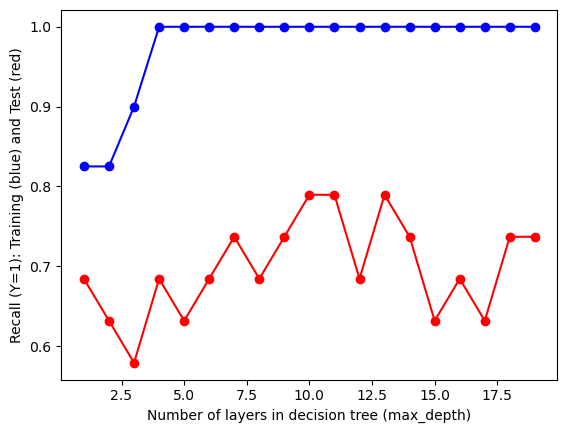 Recall (Y=1): Training (blue) and Test (red)
1.0
0.9
0.8
0.7
0.6
2.5 5.0 7.5 10.0 12.5 15.0 17.5
Number of layers in decision tree (max_depth)